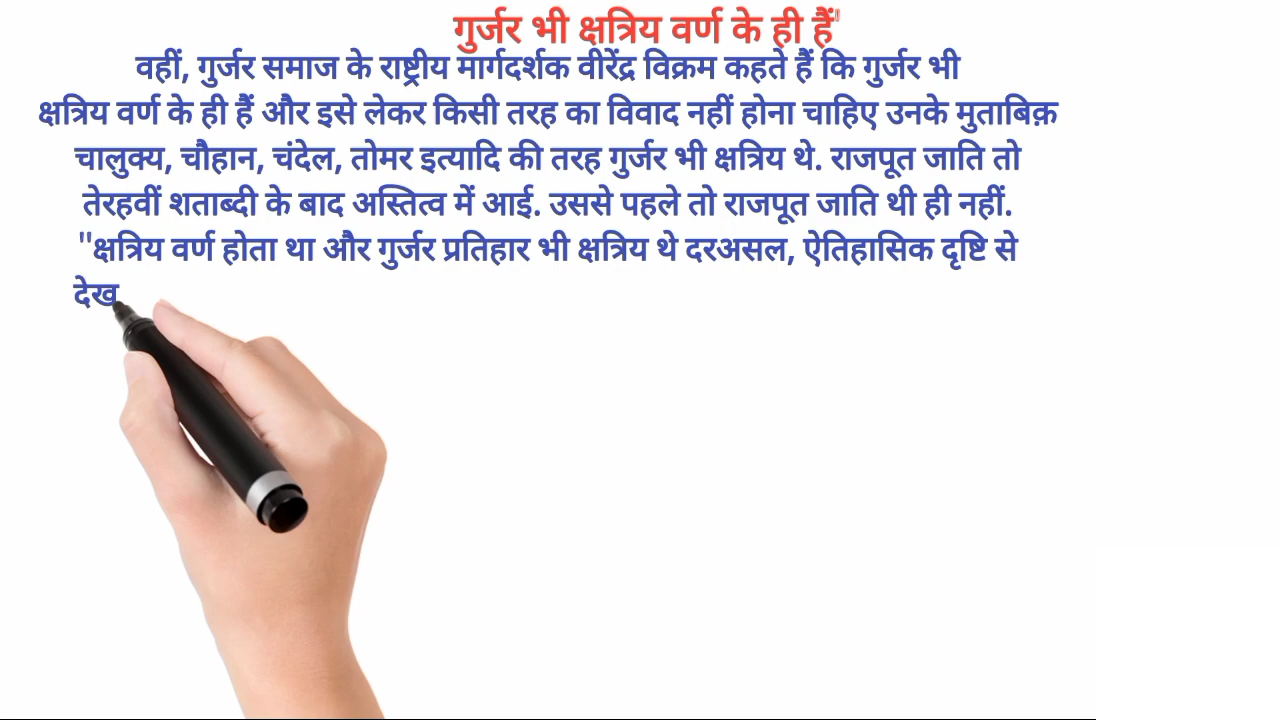 गुर्जर भी क्षत्रिय वर्ण के ही हैं"
वहीं, गुर्जर समाज के राष्ट्रीय मार्गदर्शक वीरेंद्र विक्रम कहते हैं कि गुर्जर भी
क्षत्रिय वर्ण के ही हैं और इसे लेकर किसी तरह का विवाद नहीं होना चाहिए उनके मुताबिक़
चालुक्य, चौहान, चंदेल, तोमर इत्यादि की तरह गुर्जर भी क्षत्रिय थे. राजपूत जाति तो
तेरहवीं शताब्दी के बाद अस्तित्व में आई. उससे पहले तो राजपूत जाति थी ही नहीं.
"क्षत्रिय वर्ण होता था और गुर्जर प्रतिहार भी क्षत्रिय थे दरअसल, ऐतिहासिक दृष्टि से
देख